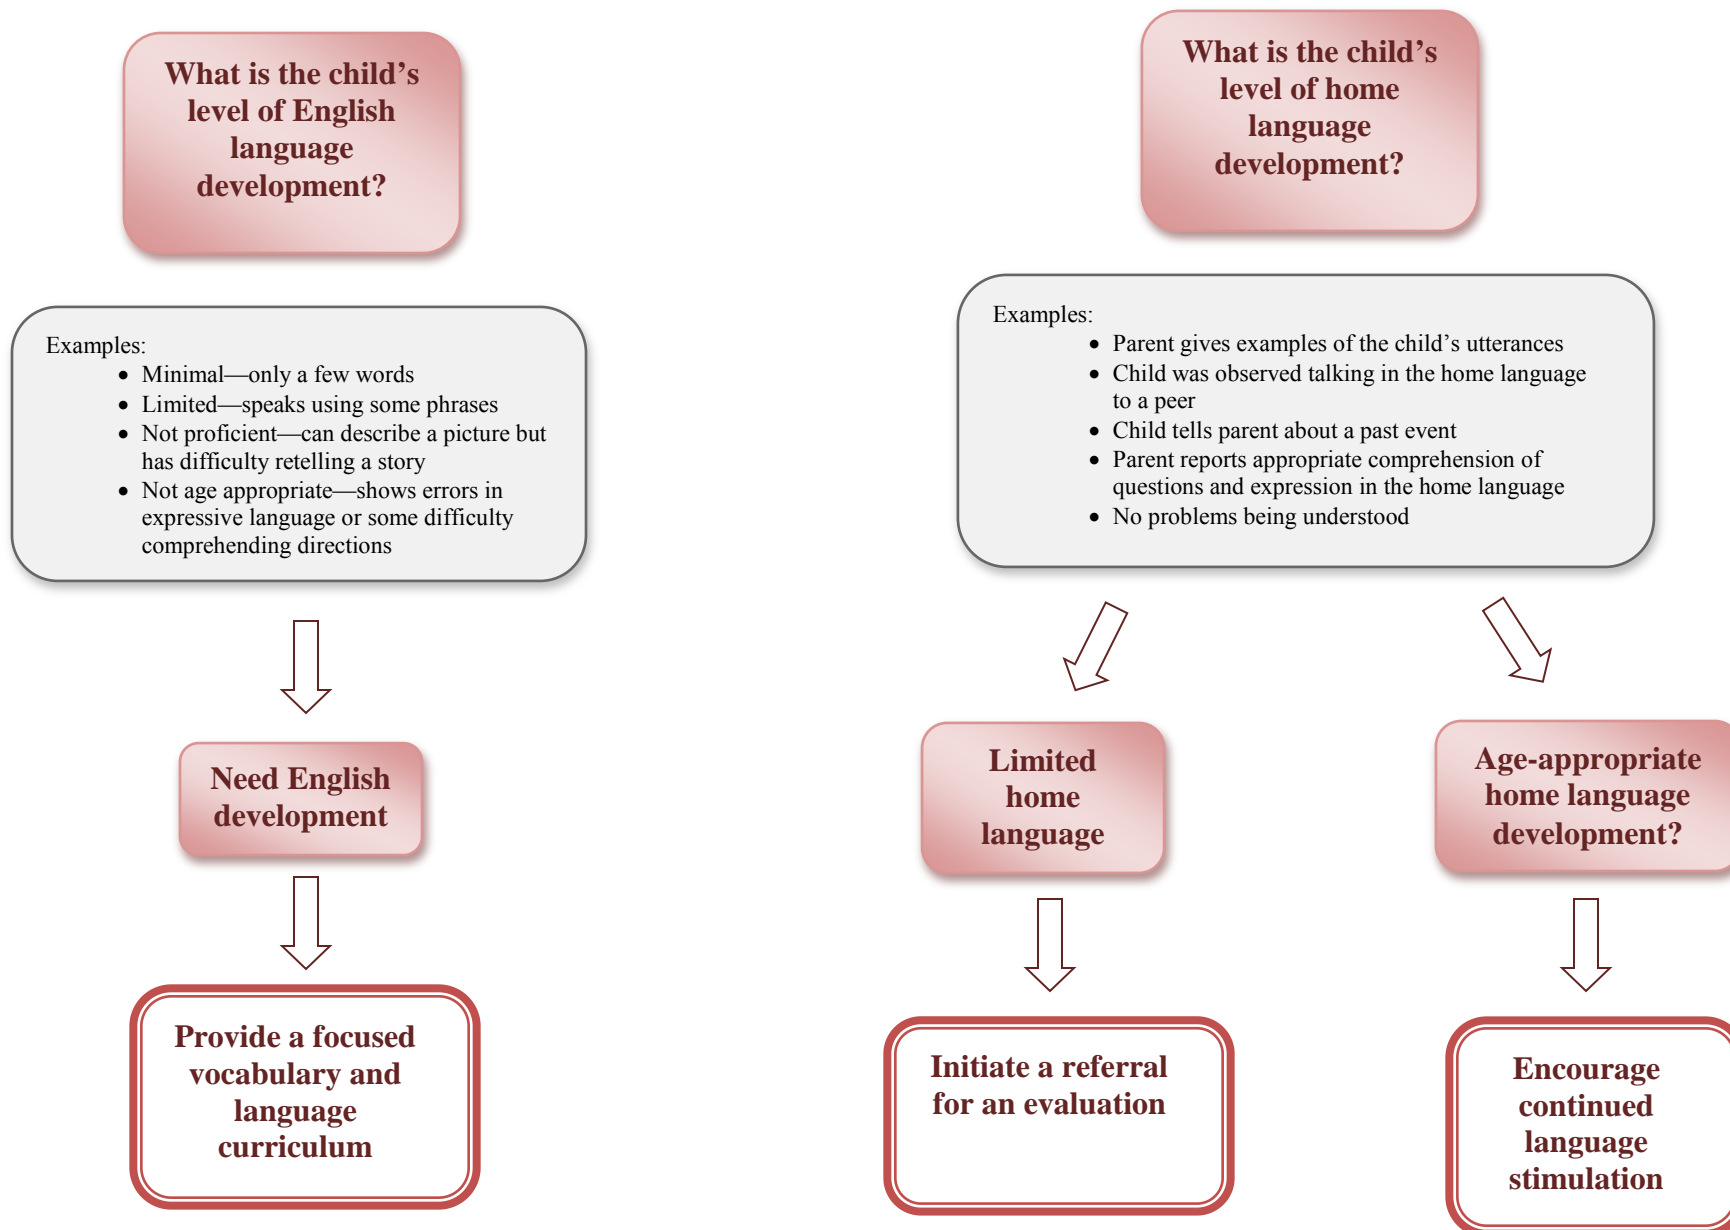 What is the child’s
level of English
language
development?
Examples:
• Minimal—only a few words
• Limited—speaks using some phrases
• Not proficient—can describe a picture but
has difficulty retelling a story
• Not age appropriate—shows errors in
expressive language or some difficulty
comprehending directions
Need English
development
Provide a focused
vocabulary and
language
curriculum
What is the child’s
level of home
language
development?
Examples:
• Parent gives examples of the child’s utterances
• Child was observed talking in the home language
to a peer
• Child tells parent about a past event
• Parent reports appropriate comprehension of
questions and expression in the home language
• No problems being understood
Limited
home
language
Initiate a referral
for an evaluation
Age-appropriate
home language
development?
Encourage
continued
language
stimulation